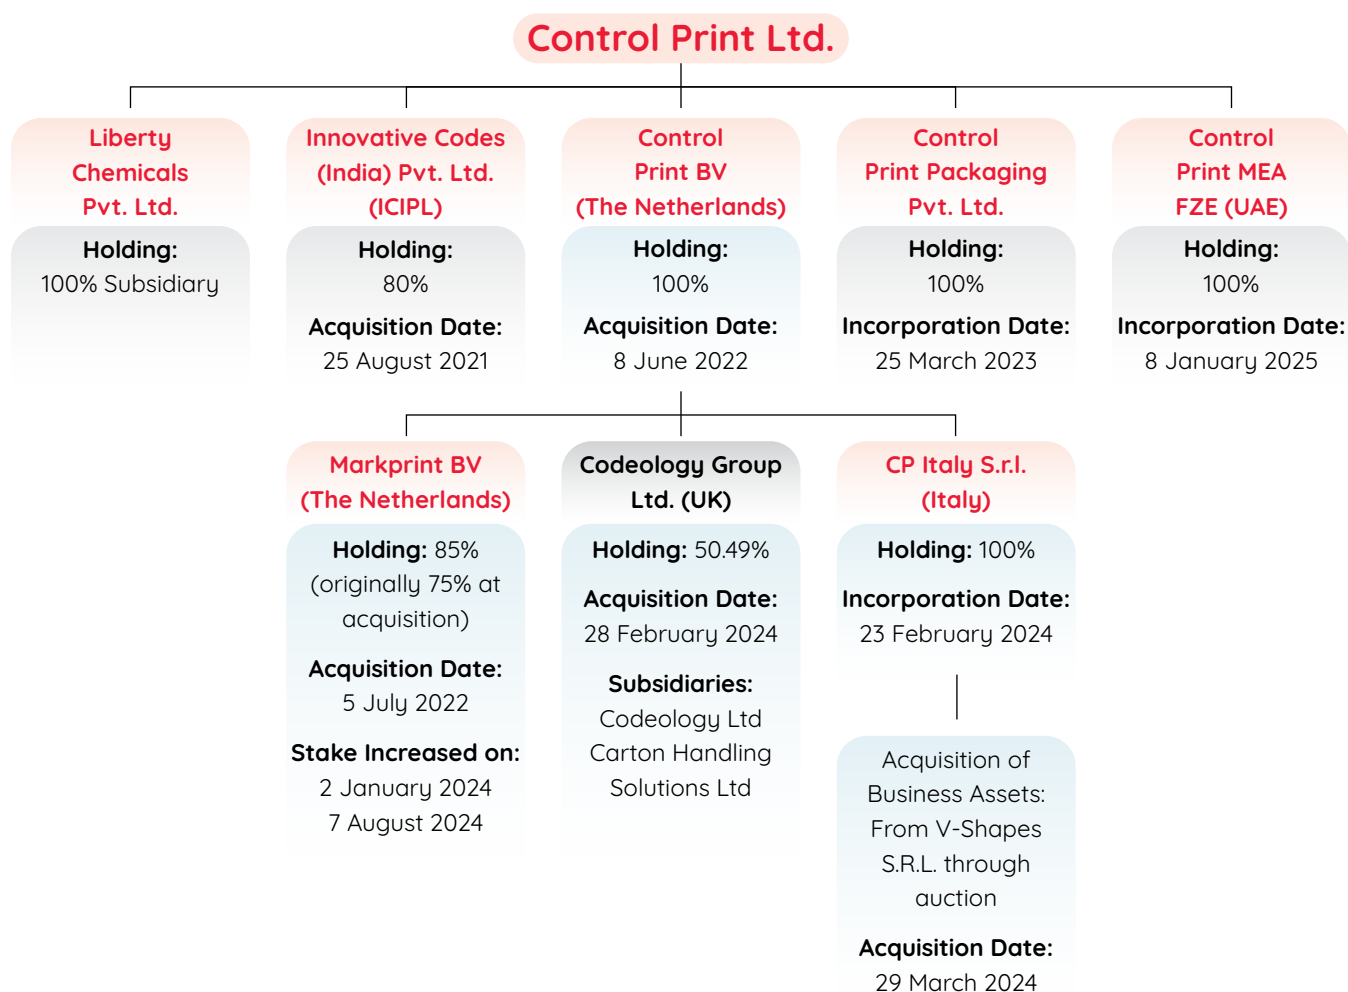 Control Print Ltd.
Liberty
Chemicals
Pvt. Ltd.
Holding:
100% Subsidiary
Innovative Codes
(India) Pvt. Ltd.
(ICIPL)
Holding:
80%
Acquisition Date:
25 August 2021
Control
Print BV
(The Netherlands)
Holding:
100%
Acquisition Date:
8 June 2022
Control
Print Packaging
Pvt. Ltd.
Holding:
100%
Incorporation Date:
25 March 2023
Control
Print MEA
FZE (UAE)
Holding:
100%
Incorporation Date:
8 January 2025
Markprint BV
(The Netherlands)
Holding: 85%
(originally 75% at
acquisition)
Acquisition Date:
5 July 2022
Stake Increased on:
2 January 2024
7 August 2024
Codeology Group
Ltd. (UK)
Holding: 50.49%
Acquisition Date:
28 February 2024
Subsidiaries:
Codeology Ltd
Carton Handling
Solutions Ltd
CP Italy S.r.l.
(Italy)
Holding: 100%
Incorporation Date:
23 February 2024
Acquisition of
Business Assets:
From V-Shapes
S.R.L. through
auction
Acquisition Date:
29 March 2024